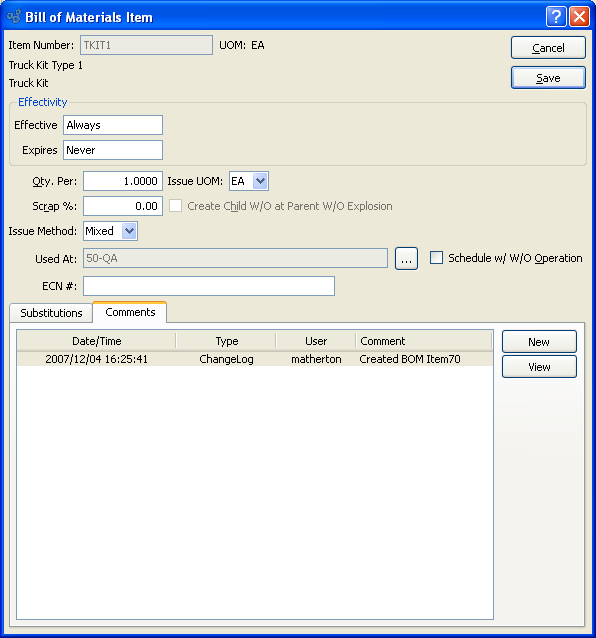 Bill of Materials Item
Item Number: TKIT1 UOM: EA
Cancel
Truck Kit Type 1
Save
Truck Kit
Effectivity
Effective Always
Expires Never
Qty. Per: 1.0000 Issue UOM: EA
Scrap %: 0.00 Create Child W/O at Parent W/O Explosion
Issue Method: Mixed
Used At: 50-QA ... Schedule w/ W/O Operation
ECN #:
Substitutions Comments
Date/Time Type User Comment
New
2007/12/04 16:25:41 ChangeLog matherton Created BOM Item70
View